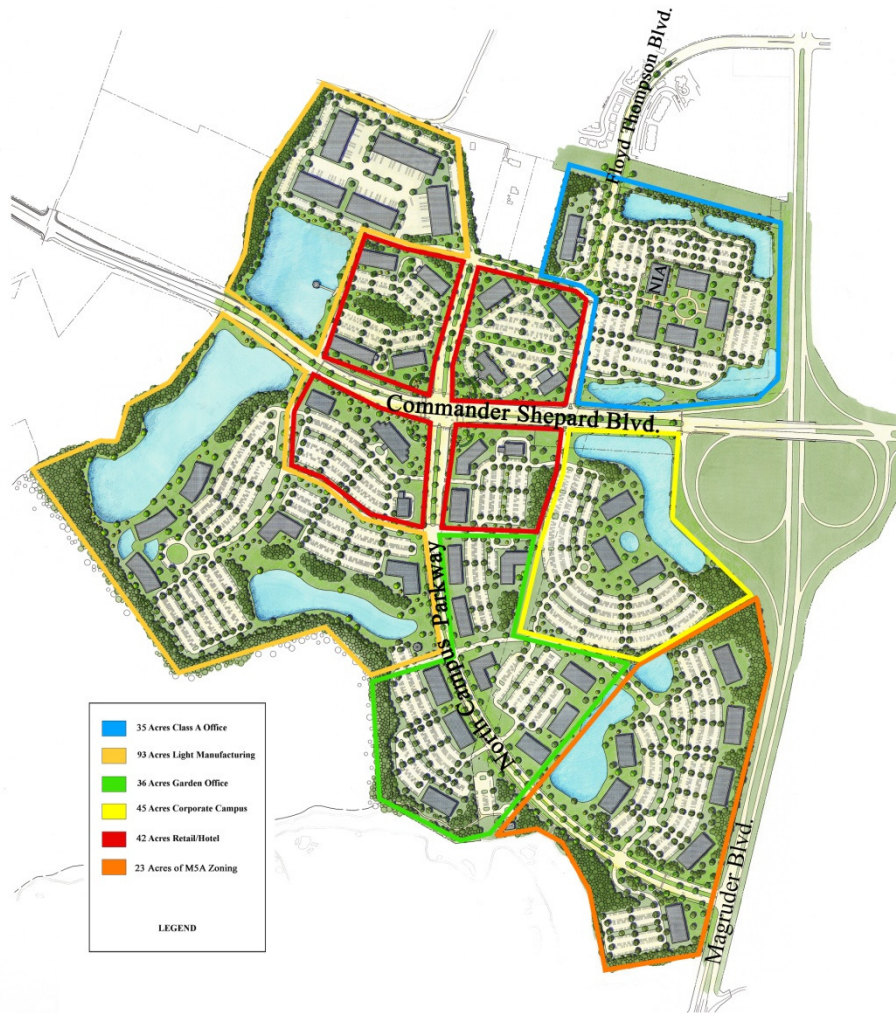 Floyd Thompson Blvd.
NIA
Commander Shepard Blvd.
North Campus Parkway
Magruder Blvd.
35 Acres Class A Office
93 Acres Light Manufacturing
36 Acres Garden Office
45 Acres Corporate Campus
42 Acres Retail/Hotel
23 Acres of M5A Zoning
LEGEND